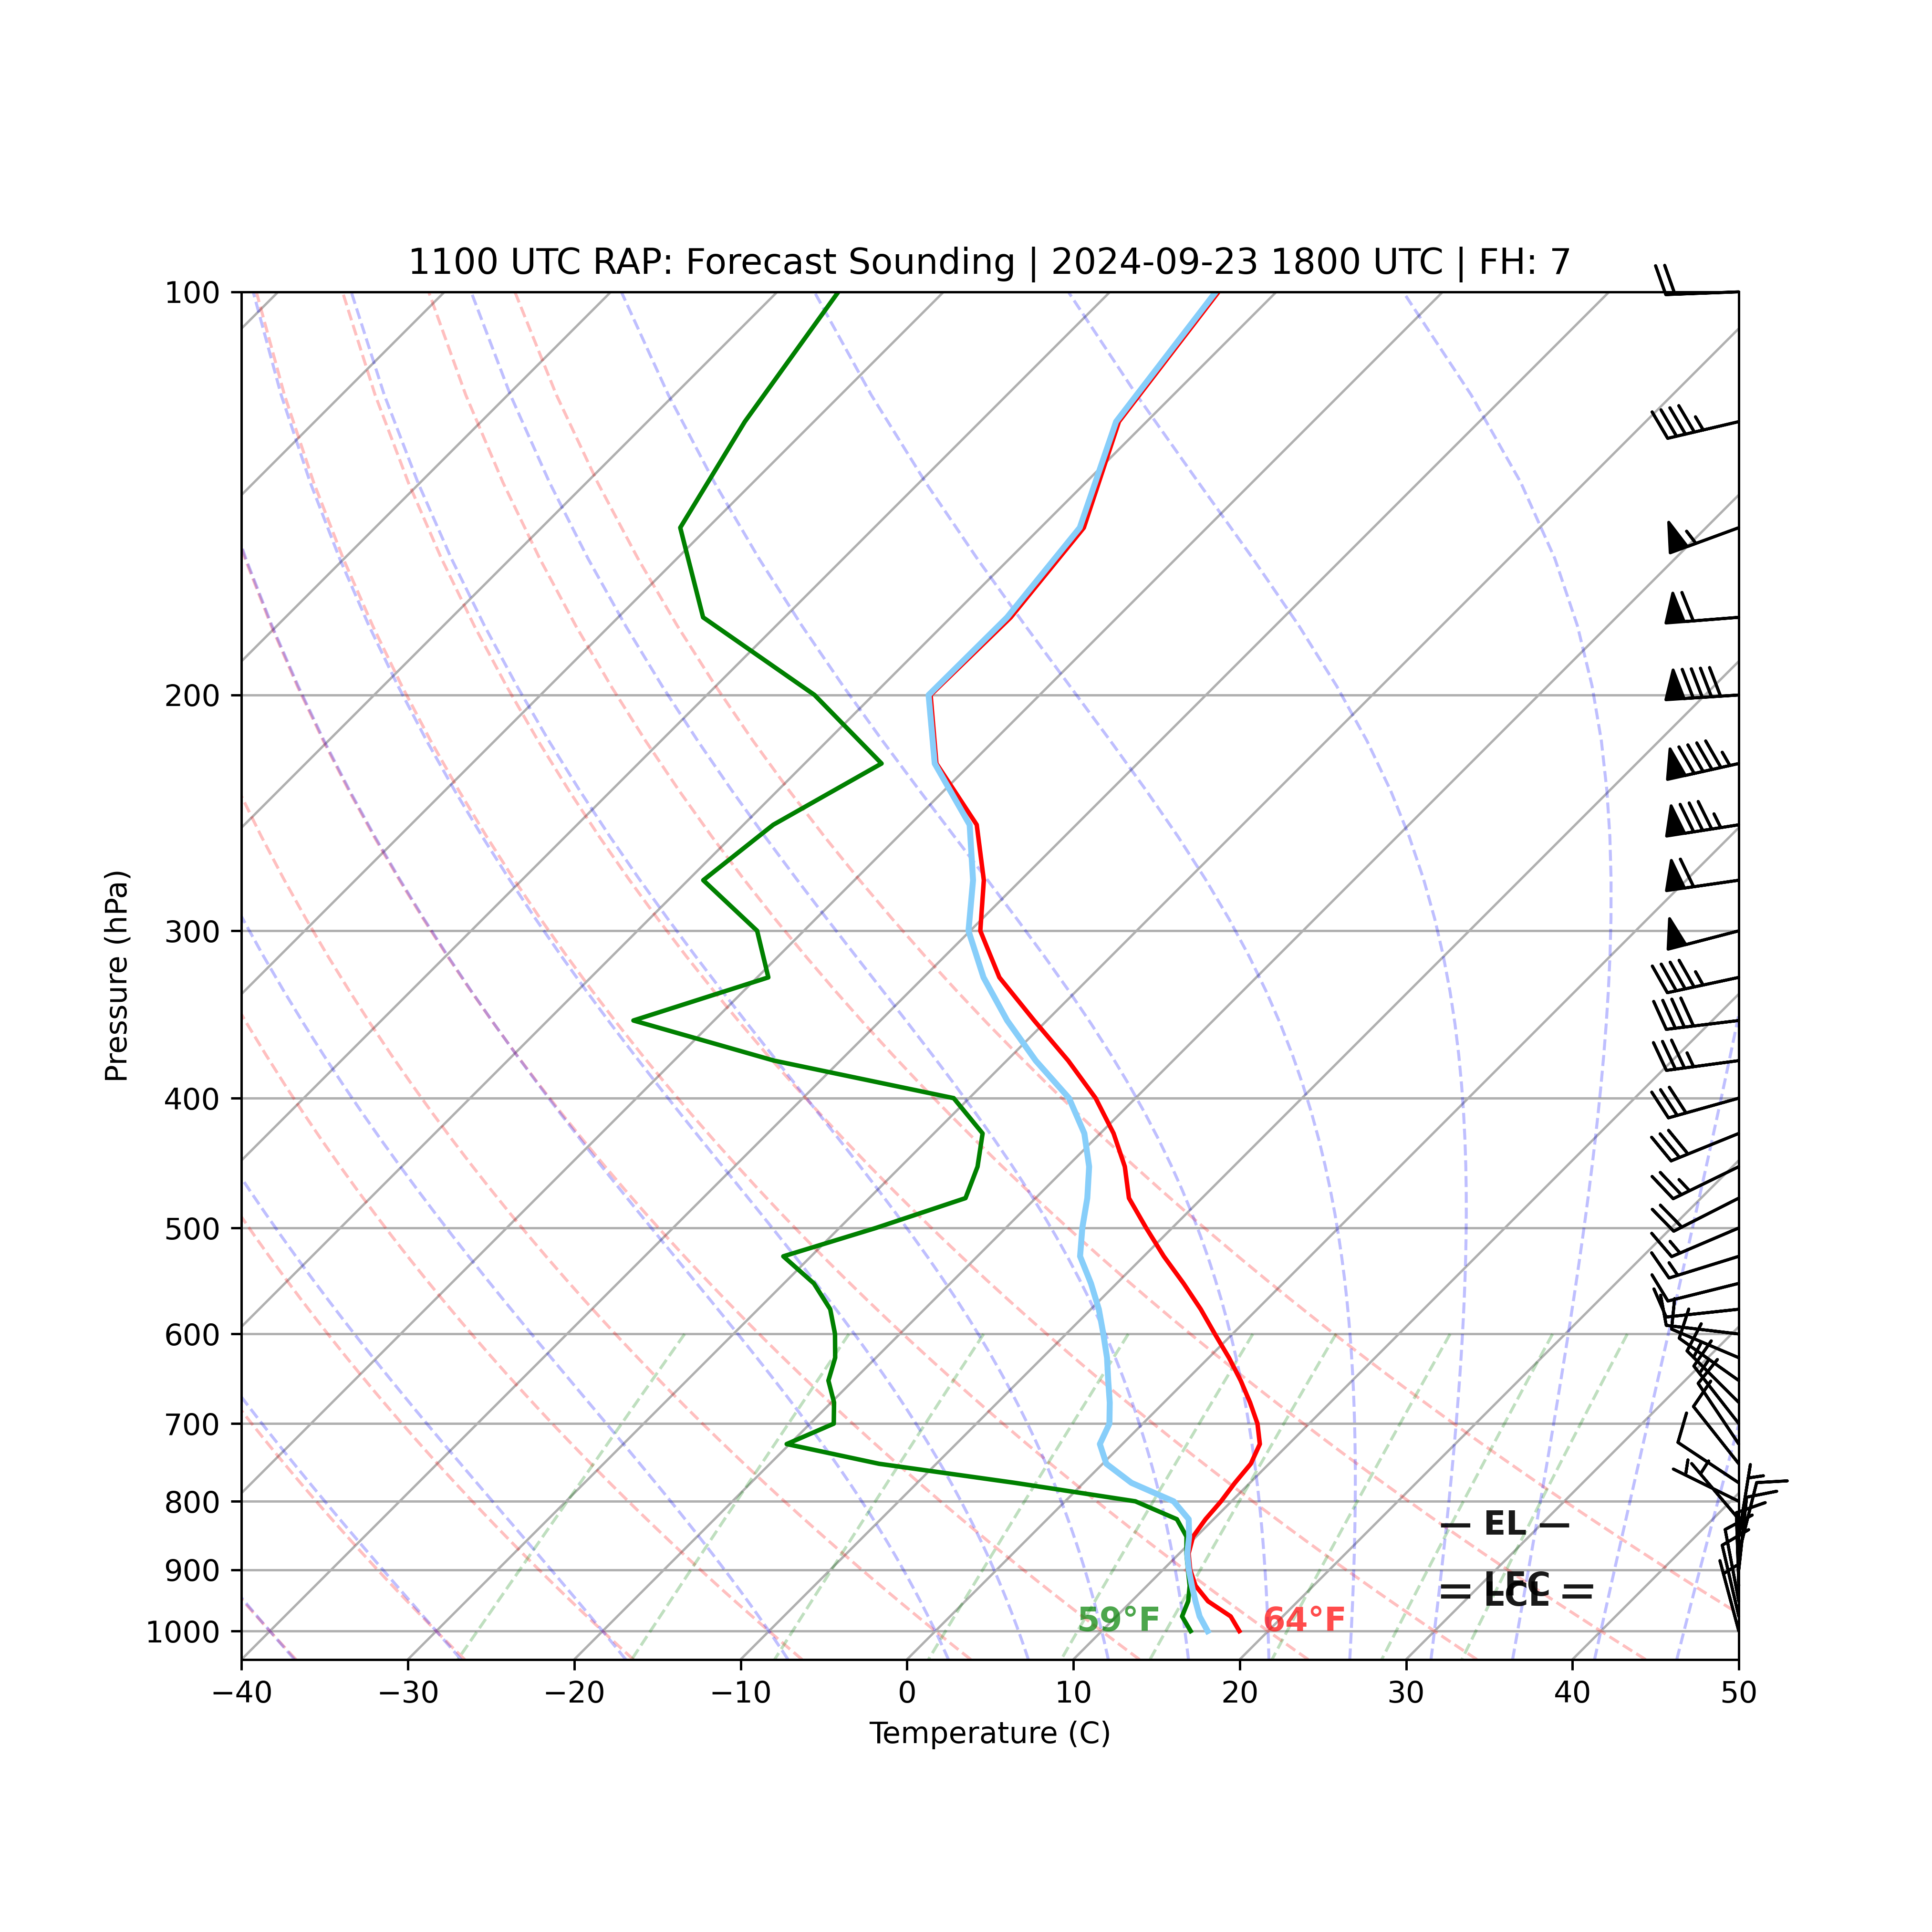 1100 UTC RAP: Forecast Sounding | 2024-09-23 1800 UTC | FH: 7
100
200
300
400
500
600
700
800
900
1000
Pressure (hPa)
— EL —
— LFC —
— LCL —
59°F
64°F
−40 −30 −20 −10 0 10 20 30 40 50
Temperature (C)